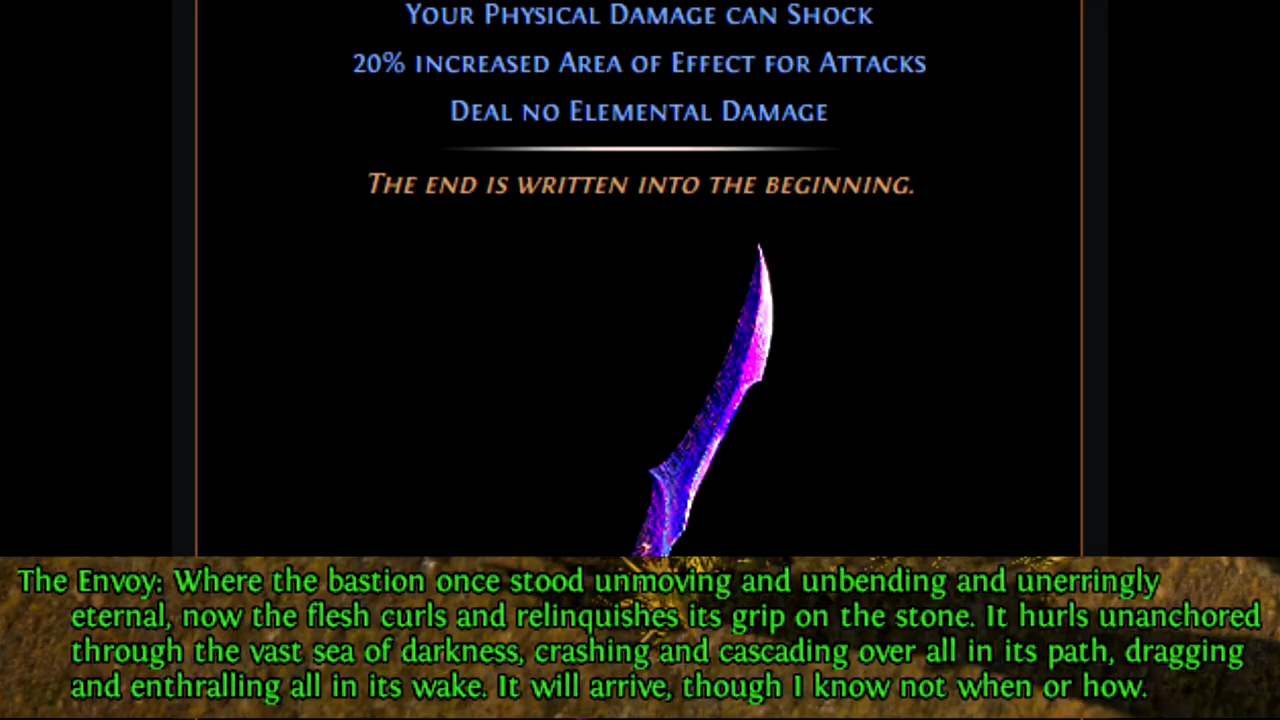 Your Physical Damage can Shock
20% increased Area of Effect for Attacks
Deal no Elemental Damage
The end is written into the beginning.
The Envoy: Where the bastion once stood unmoving and unbending and unerringly
eternal, now the flesh curls and relinquishes its grip on the stone. It hurls unanchored
through the vast sea of darkness, crashing and cascading over all in its path, dragging
and enthralling all in its wake. It will arrive, though I know not when or how.